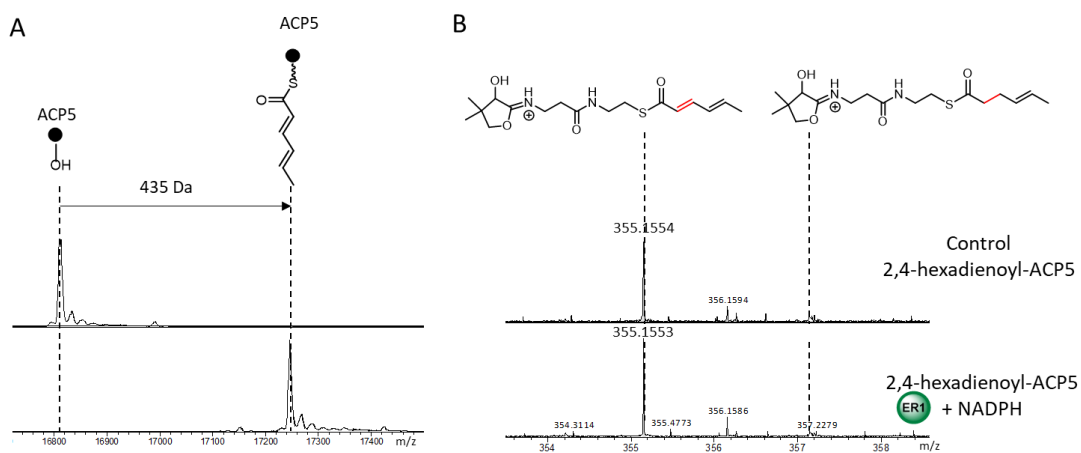 A
ACP5
OH
ACP5
S
O
435 Da
16800
16900
17000
17100
17200
17300
17400
m/z
B
OH
O
N
H
⊕
O
H
N
S
O
OH
O
N
H
⊕
O
H
N
S
O
355.1554
356.1594
Control
2,4-hexadienoyl-ACP5
355.1553
354.3114
355.4773
356.1586
357.2279
2,4-hexadienoyl-ACP5
ER1 + NADPH
354
355
356
357
358
m/z